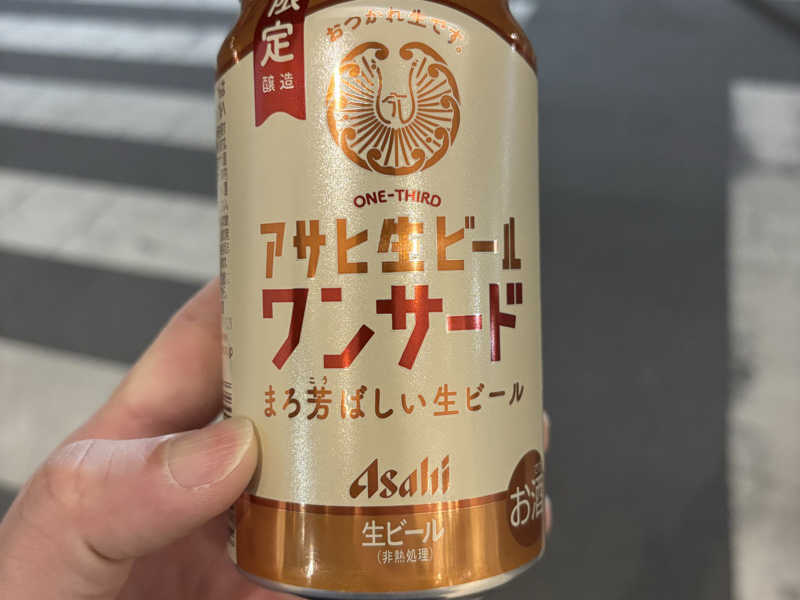 限定
醸造
おつかれ生です。
ONE-THIRD
アサヒ生ビール
ワンサード
こう
まろ芳ばしい生ビール
Asahi
お酒
生ビール
(非熱処理)